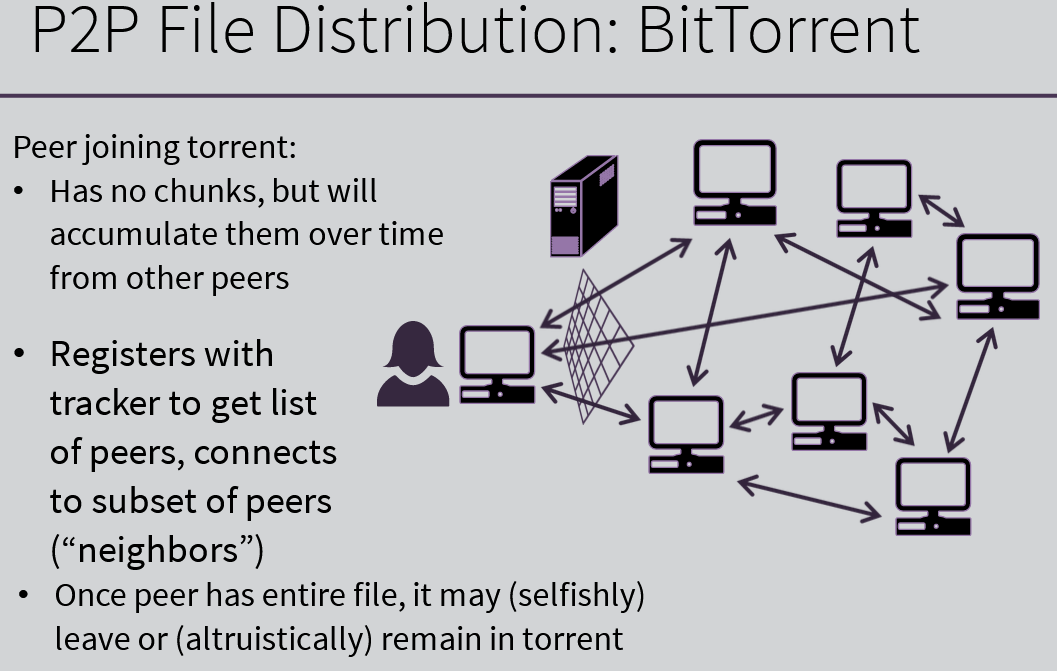 P2P File Distribution: BitTorrent
Peer joining torrent:
• Has no chunks, but will
accumulate them over time
from other peers
• Registers with
tracker to get list
of peers, connects
to subset of peers
(“neighbors”)
• Once peer has entire file, it may (selfishly)
leave or (altruistically) remain in torrent